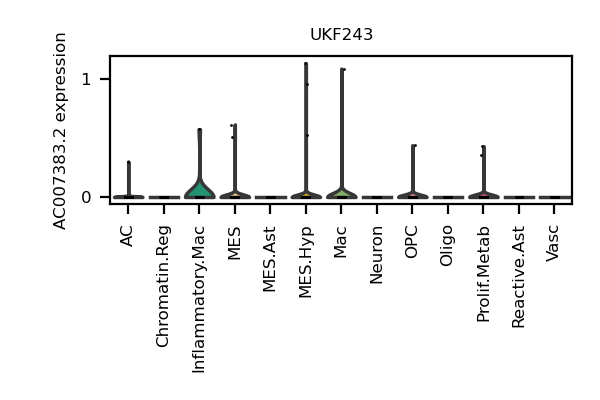 UKF243
AC007383.2 expression
1
0
AC
Chromatin.Reg
Inflammatory.Mac
MES
MES.Ast
MES.Hyp
Mac
Neuron
OPC
Oligo
Prolif.Metab
Reactive.Ast
Vasc